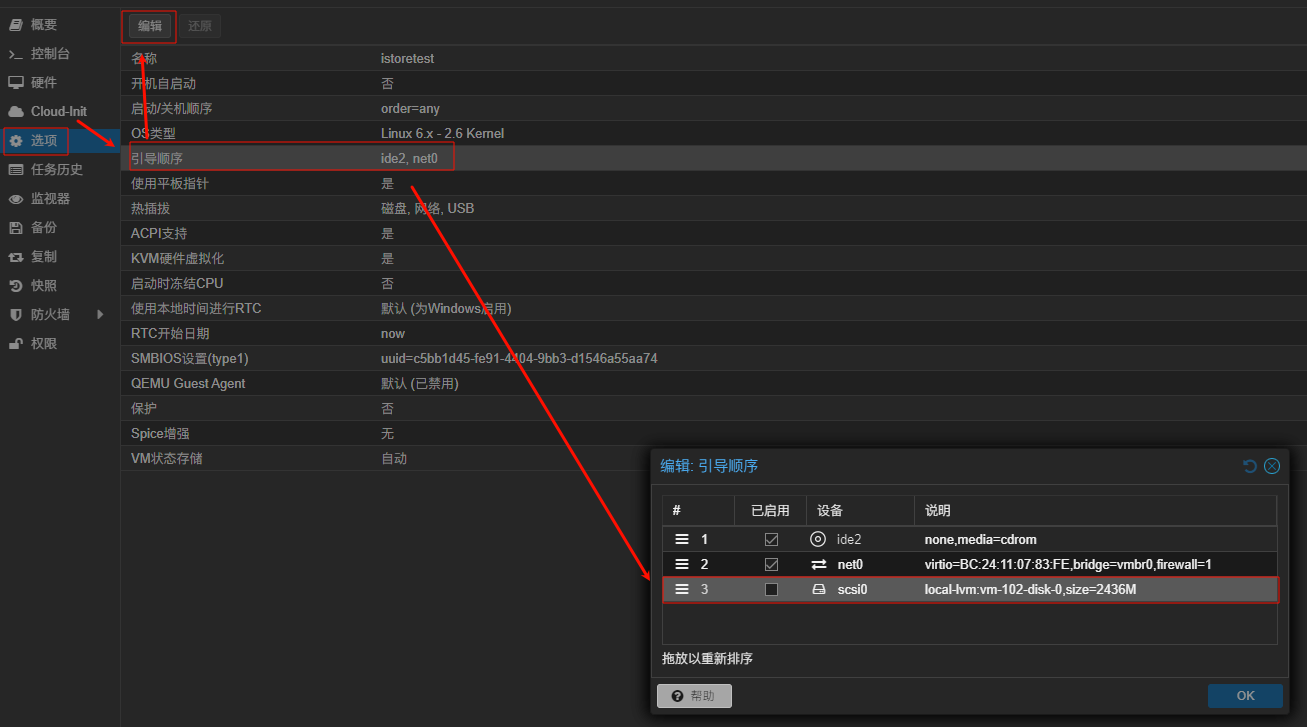 概要
控制台
硬件
Cloud-Init
选项
任务历史
监视器
备份
复制
快照
防火墙
权限
编辑 还原
名称 istoretest
开机自启动 否
启动/关机顺序 order=any
OS类型 Linux 6.x - 2.6 Kernel
引导顺序 ide2, net0
使用平板指针 是
热插拔 磁盘, 网络, USB
ACPI支持 是
KVM硬件虚拟化 是
启动时冻结CPU 否
使用本地时间进行RTC 默认 (为Windows启用)
RTC开始日期 now
SMBIOS设置(type1) uuid=c5bb1d45-fe91-4404-9bb3-d1546a55aa74
QEMU Guest Agent 默认 (已禁用)
保护 否
Spice增强 无
VM状态存储 自动
编辑: 引导顺序
# 已启用 设备 说明
1 ide2 none,media=cdrom
2 net0 virtio=BC:24:11:07:83:FE,bridge=vmbr0,firewall=1
3 scsi0 local-lvm:vm-102-disk-0,size=2436M
拖放以重新排序
帮助 OK